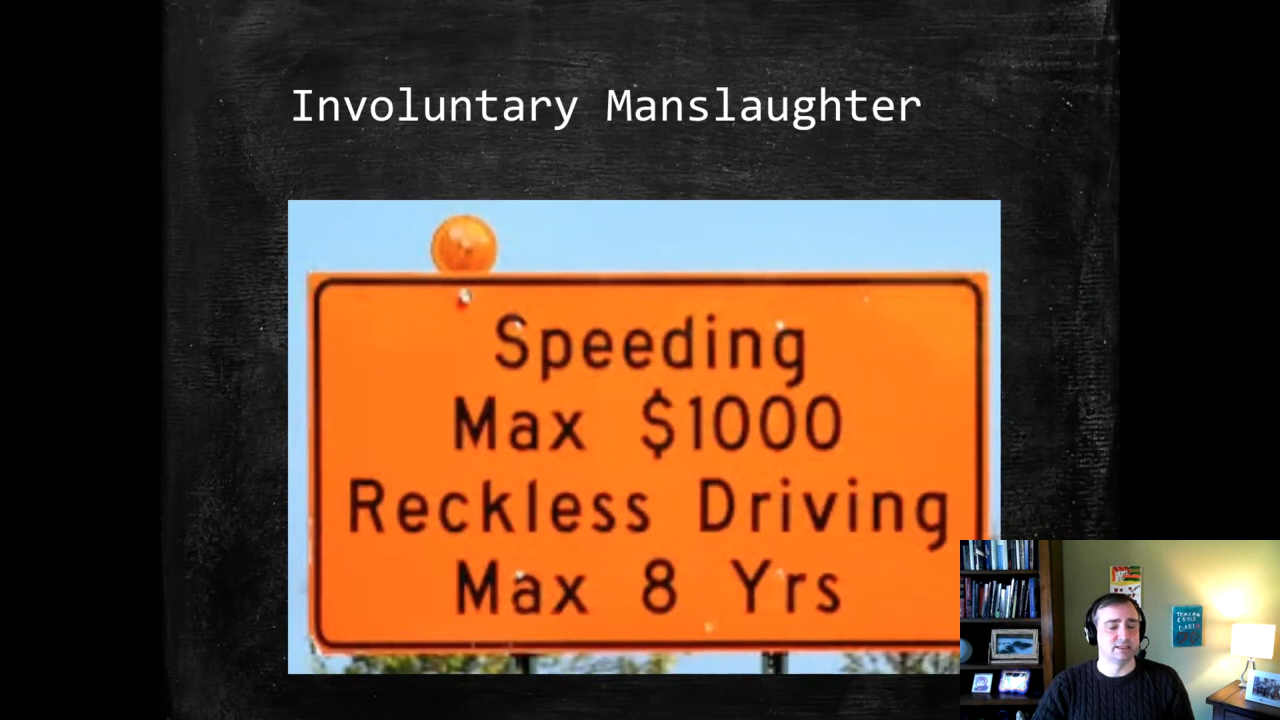 Involuntary Manslaughter
Speeding
Max $1000
Reckless Driving
Max 8 Yrs